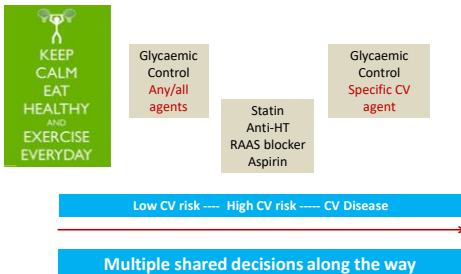 KEEP
CALM
EAT
HEALTHY
AND
EXERCISE
EVERYDAY
Glycaemic
Control
Any/all
agents
Statin
Anti-HT
RAAS blocker
Aspirin
Glycaemic
Control
Specific CV
agent
Low CV risk ---- High CV risk ----- CV Disease
Multiple shared decisions along the way